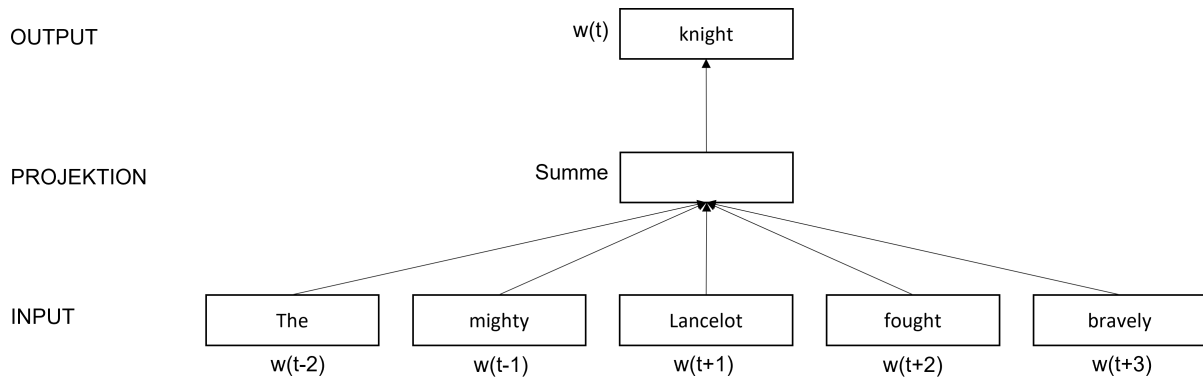 OUTPUT
w(t)
knight
PROJEKTION
Summe
INPUT
The
mighty
Lancelot
fought
bravely
w(t-2)
w(t-1)
w(t+1)
w(t+2)
w(t+3)